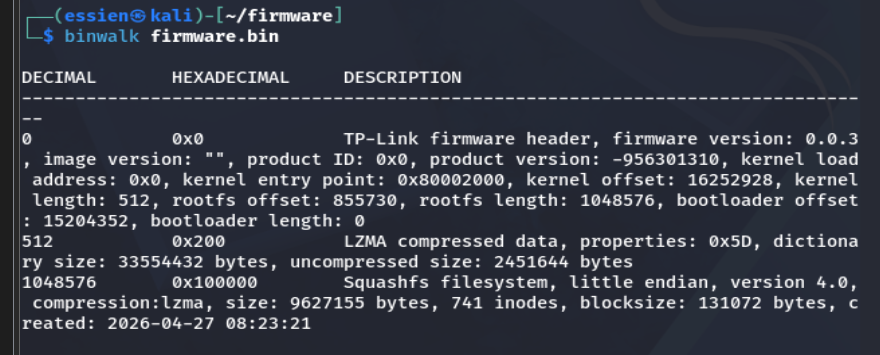 ┌──(essien㉿kali)-[~/firmware]
└─$ binwalk firmware.bin
DECIMAL       HEXADECIMAL     DESCRIPTION
--------------------------------------------------------------------------------
--
0             0x0             TP-Link firmware header, firmware version: 0.0.3
, image version: "", product ID: 0x0, product version: -956301310, kernel load
 address: 0x0, kernel entry point: 0x80002000, kernel offset: 16252928, kernel
 length: 512, rootfs offset: 855730, rootfs length: 1048576, bootloader offset
: 15204352, bootloader length: 0
512           0x200           LZMA compressed data, properties: 0x5D, dictiona
ry size: 33554432 bytes, uncompressed size: 2451644 bytes
1048576       0x100000        Squashfs filesystem, little endian, version 4.0,
 compression:lzma, size: 9627155 bytes, 741 inodes, blocksize: 131072 bytes, c
reated: 2026-04-27 08:23:21